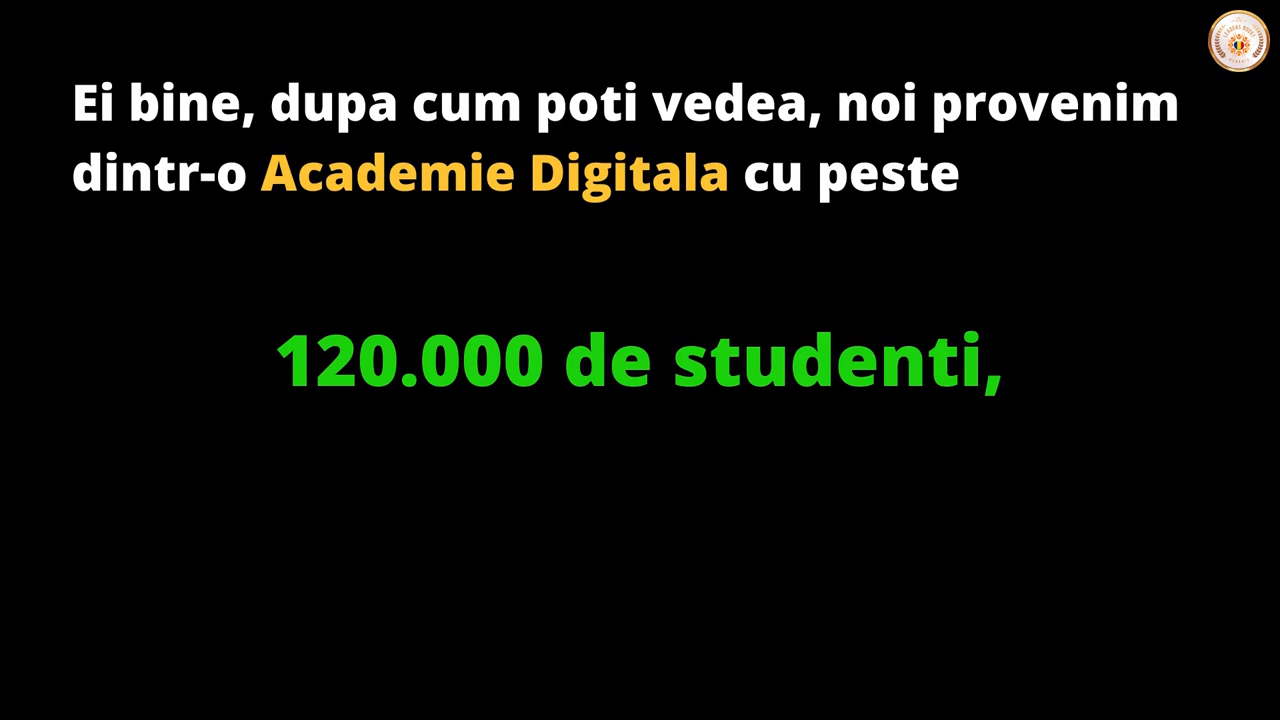 Ei bine, dupa cum poti vedea, noi provenim
dintr-o Academie Digitala cu peste
120.000 de studenti,